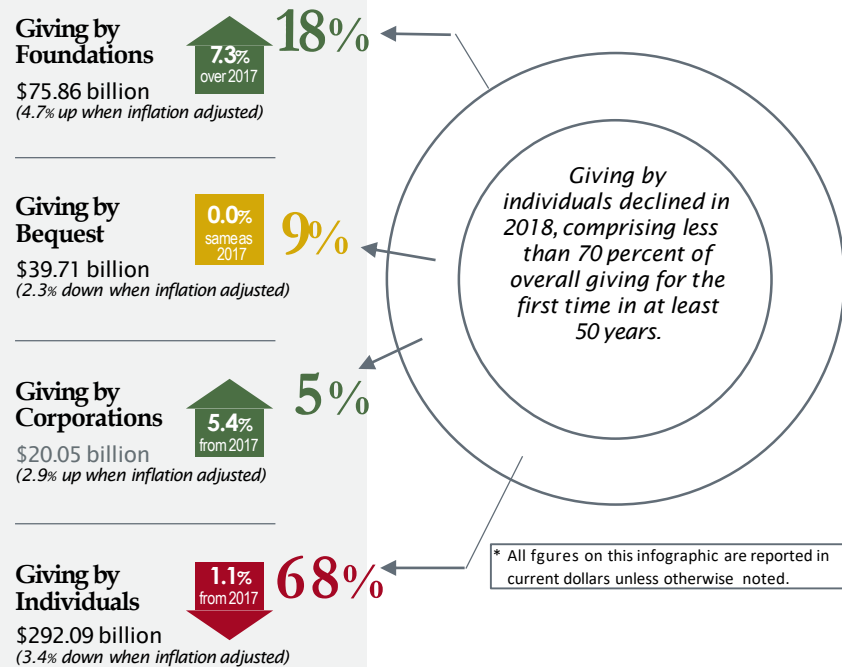 Giving by
Foundations
$75.86 billion
(4.7% up when inflation adjusted)
7.3%
over 2017
18%
Giving by
Bequest
$39.71 billion
(2.3% down when inflation adjusted)
0.0%
same as
2017
9%
Giving by
Corporations
$20.05 billion
(2.9% up when inflation adjusted)
5.4%
from 2017
5%
Giving by
Individuals
$292.09 billion
(3.4% down when inflation adjusted)
1.1%
from 2017
68%
Giving by
individuals declined in
2018, comprising less
than 70 percent of
overall giving for the
first time in at least
50 years.
* All fgures on this infographic are reported in
current dollars unless otherwise noted.